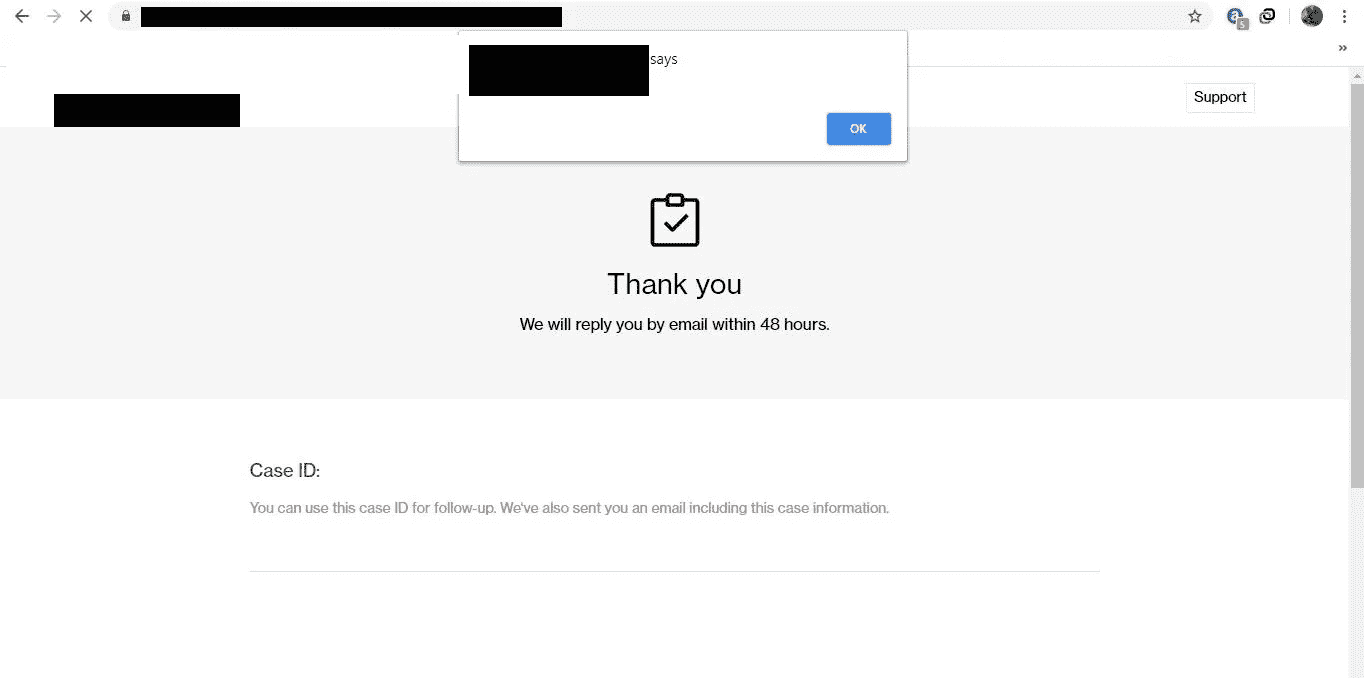 says
OK
Support
Thank you
We will reply you by email within 48 hours.
Case ID:
You can use this case ID for follow-up. We've also sent you an email including this case information.